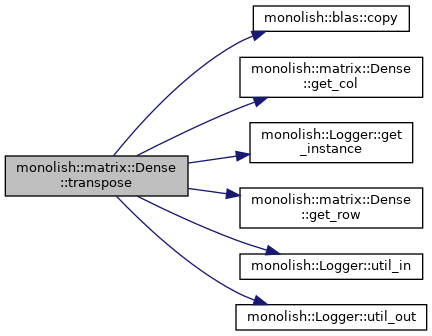 monolish::matrix::Dense
::transpose
monolish::blas::copy
monolish::matrix::Dense
::get_col
monolish::Logger::get
_instance
monolish::matrix::Dense
::get_row
monolish::Logger::util_in
monolish::Logger::util_out